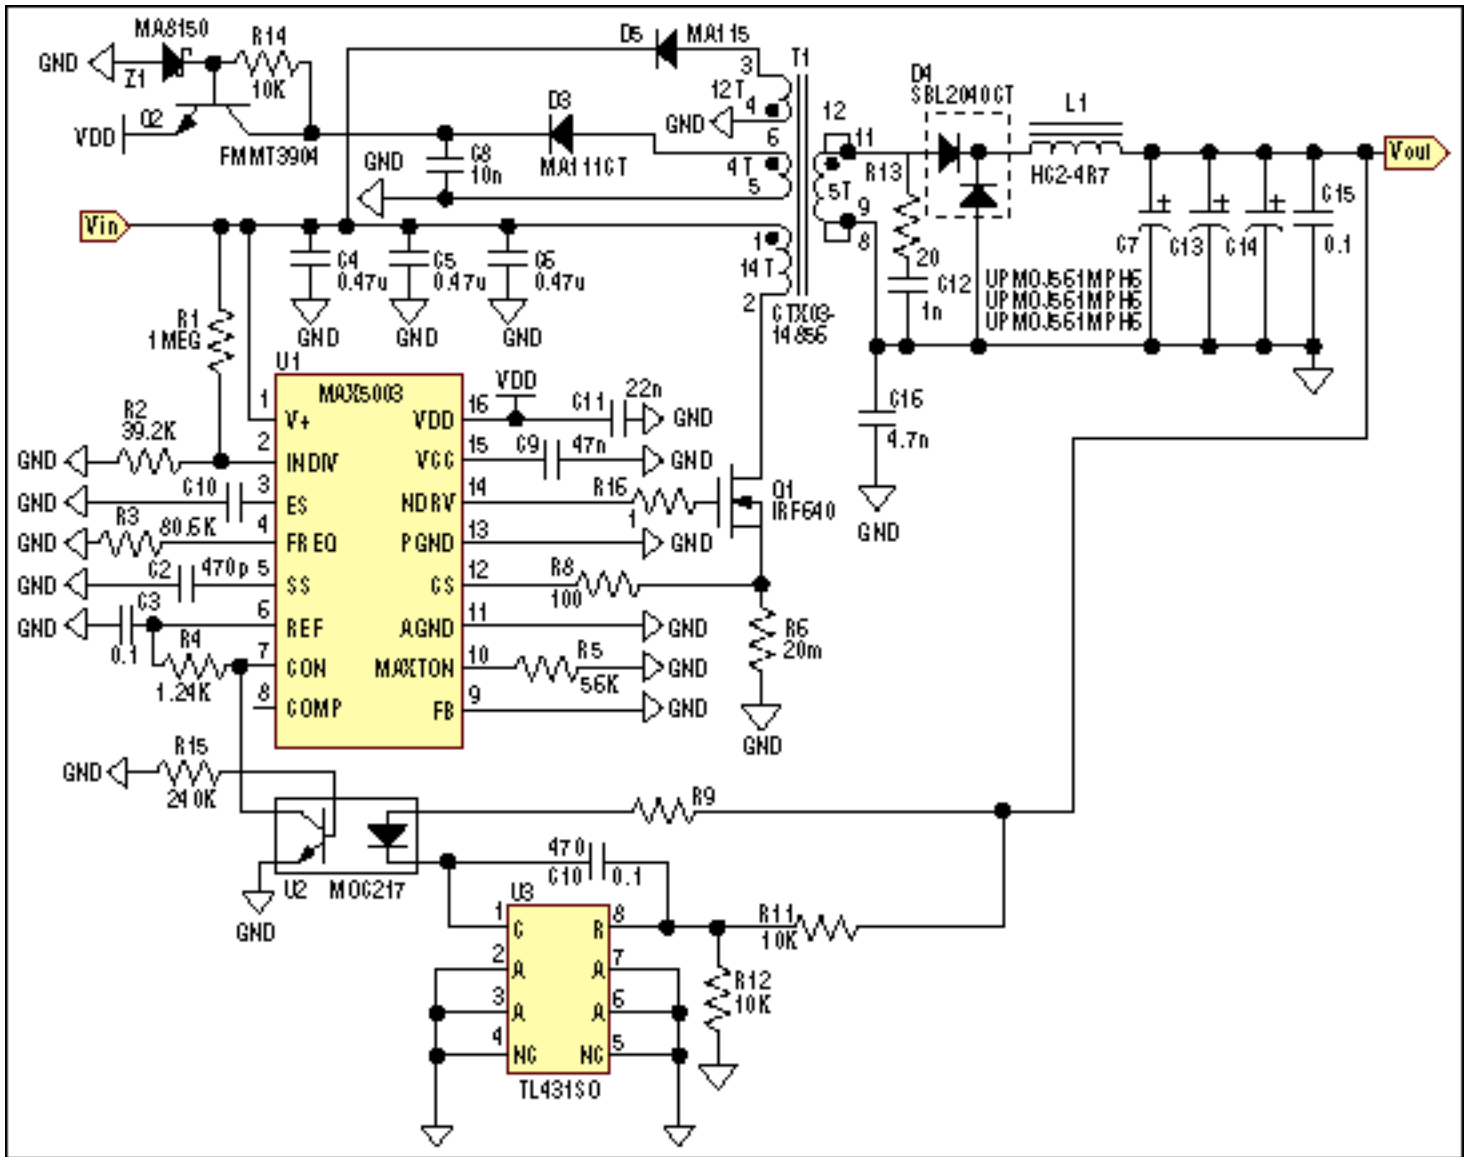 MA8150
R14
GND
Z1
10K
Q2
VDD
FMMT3904
D5
MA115
T1
3
12T
4
GND
6
D3
MA111CT
4T
5
C8
10n
GND
12
11
5T
9
8
D4
SBL2040CT
L1
HC2-4R7
Vout
R13
20
C12
1n
C7
C13
C14
C15
0.1
UPM0J561MPH6
UPM0J561MPH6
UPM0J561MPH6
Vin
C4
0.47u
C5
0.47u
C6
0.47u
GND
GND
GND
1
14T
2
CTX03-
14856
R1
1MEG
U1
MAX5003
R2
39.2K
1
V+
VDD
16
VDD
C11
22n
GND
GND
2
INDIV
VCC
15
C9
47n
GND
C16
4.7n
GND
GND
C10
3
ES
NDRV
14
R16
1
Q1
IRF640
GND
R3
80.6K
4
FREQ
PGND
13
GND
GND
C2
470p
5
SS
CS
12
R8
100
GND
C3
0.1
6
REF
AGND
11
GND
R6
20m
GND
R4
1.24K
7
CON
MAXTON
10
R5
56K
GND
8
COMP
FB
9
GND
GND
R15
240K
R9
U2
MOC217
GND
470
C10
0.1
U3
1
C
R
8
2
A
A
7
3
A
A
6
4
NC
NC
5
TL431SO
R11
10K
R12
10K